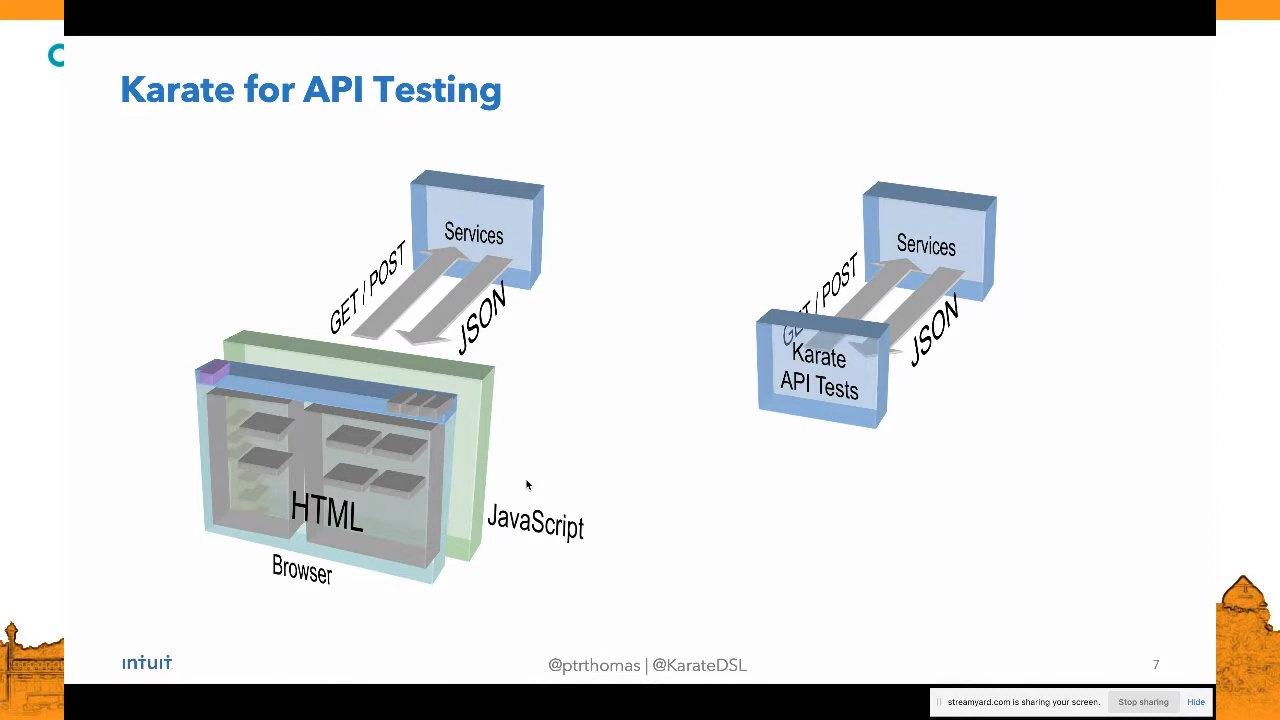 Karate for API Testing
Services
GET / POST
JSON
HTML
JavaScript
Browser
Services
GET / POST
JSON
Karate
API Tests
ιntuıt
@ptrthomas | @KarateDSL
7
streamyard.com is sharing your screen.
Stop sharing
Hide